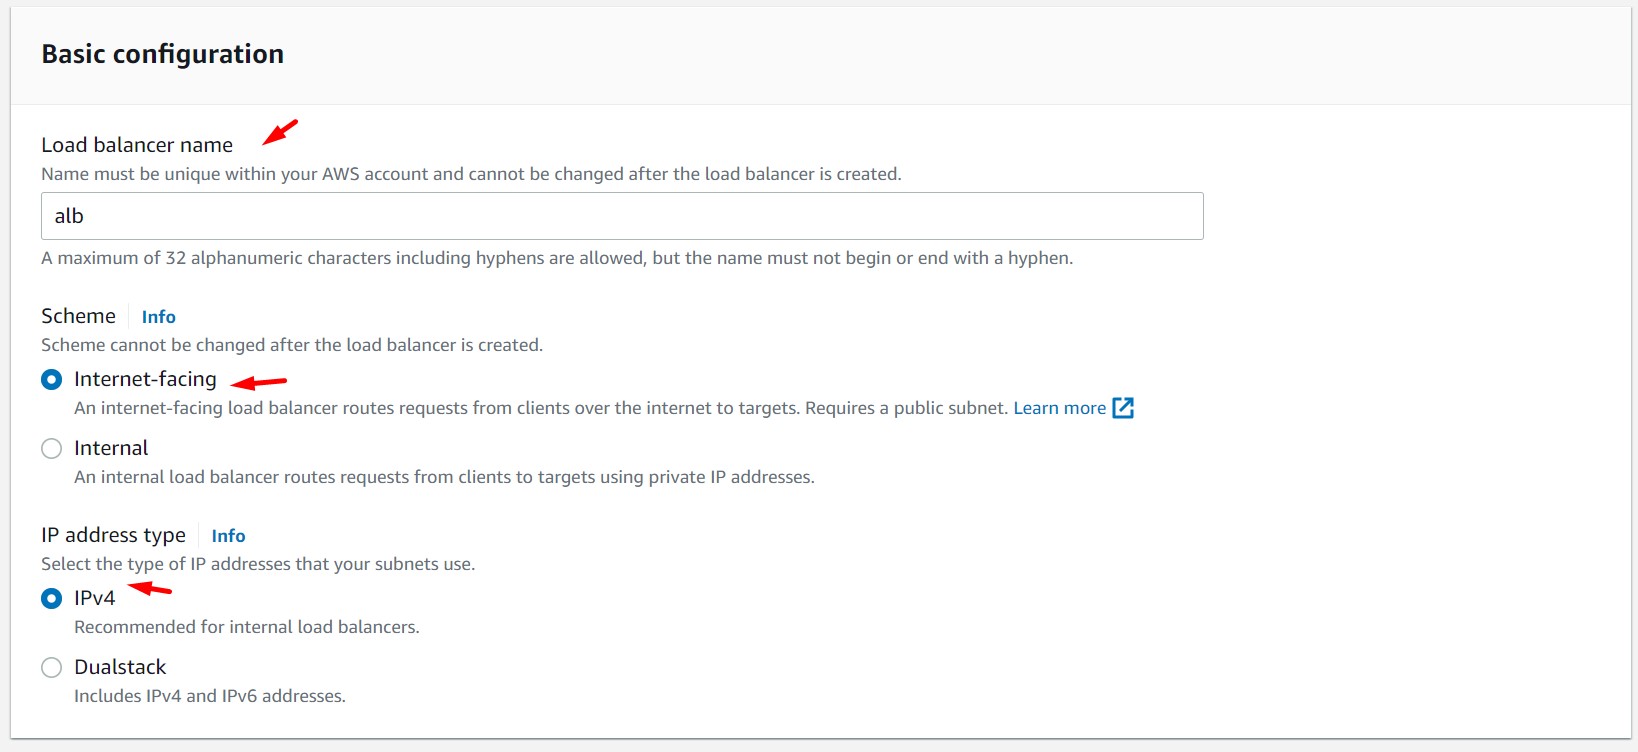 Basic configuration
Load balancer name
Name must be unique within your AWS account and cannot be changed after the load balancer is created.
alb
A maximum of 32 alphanumeric characters including hyphens are allowed, but the name must not begin or end with a hyphen.
Scheme Info
Scheme cannot be changed after the load balancer is created.
Internet-facing
An internet-facing load balancer routes requests from clients over the internet to targets. Requires a public subnet. Learn more
Internal
An internal load balancer routes requests from clients to targets using private IP addresses.
IP address type Info
Select the type of IP addresses that your subnets use.
IPv4
Recommended for internal load balancers.
Dualstack
Includes IPv4 and IPv6 addresses.